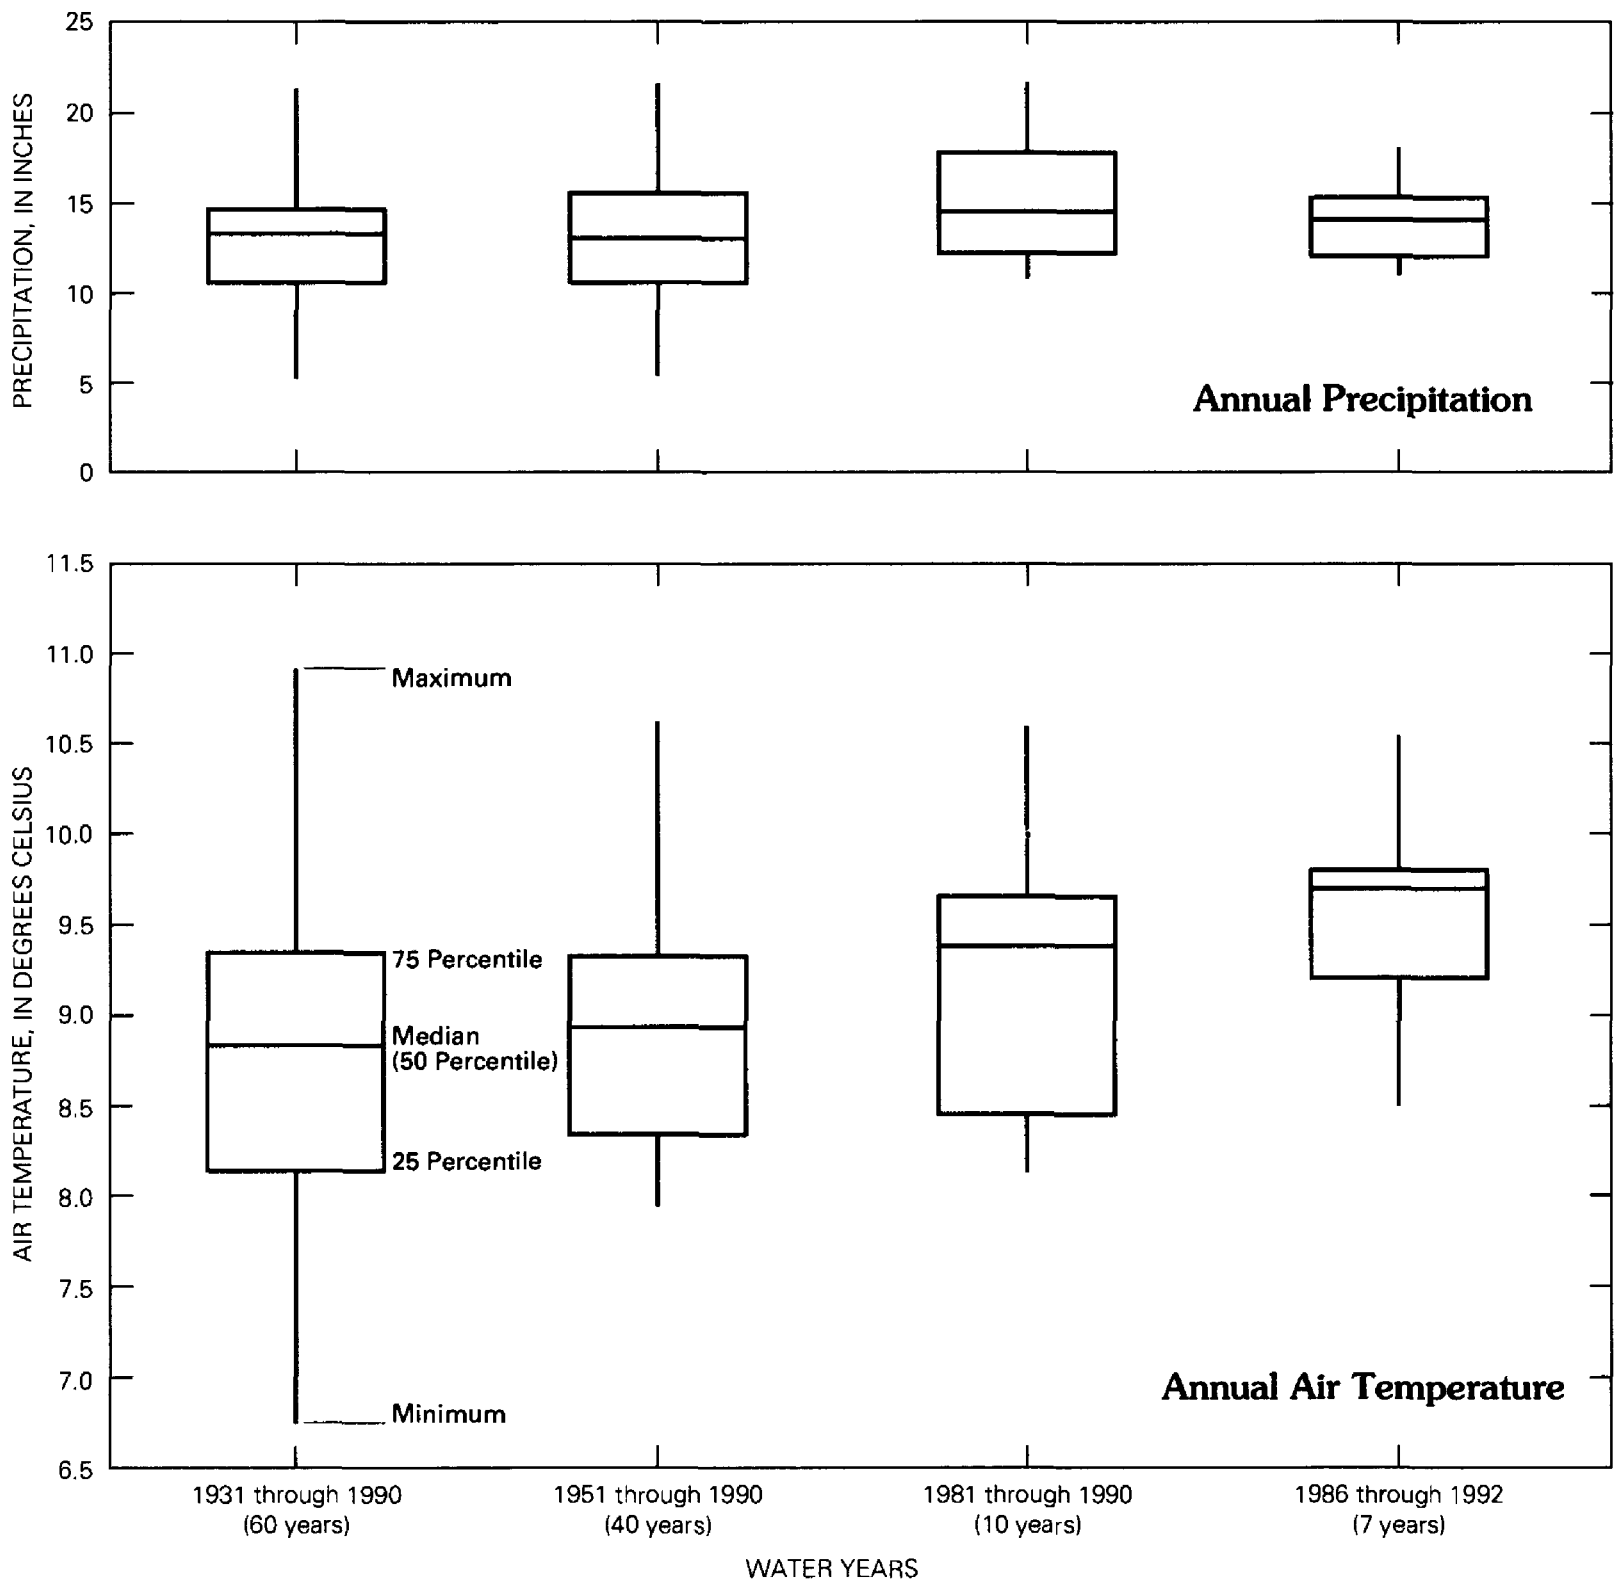 PRECIPITATION, IN INCHES
25
20
15
10
5
0
Annual Precipitation
AIR TEMPERATURE, IN DEGREES CELSIUS
11.5
11.0
10.5
10.0
9.5
9.0
8.5
8.0
7.5
7.0
6.5
Maximum
75 Percentile
Median
(50 Percentile)
25 Percentile
Minimum
Annual Air Temperature
1931 through 1990
(60 years)
1951 through 1990
(40 years)
1981 through 1990
(10 years)
1986 through 1992
(7 years)
WATER YEARS